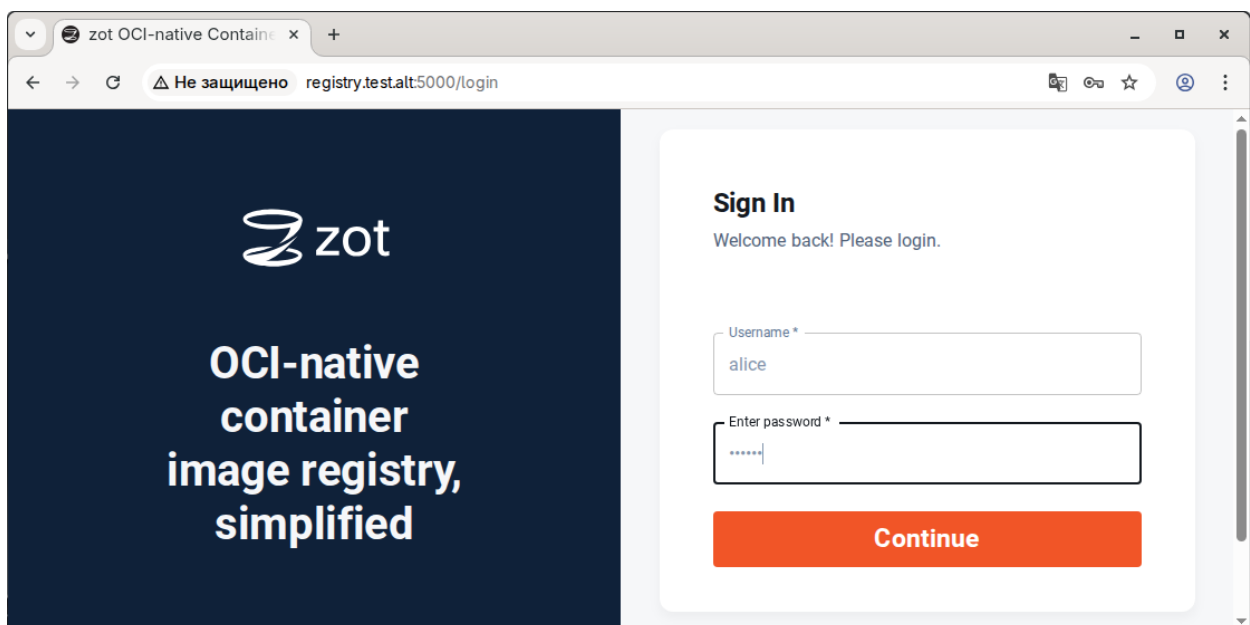 zot OCI-native Containe
Не защищено registry.test.alt:5000/login
zot
OCI-native
container
image registry,
simplified
Sign In
Welcome back! Please login.
Username *
alice
Enter password *
••••••
Continue